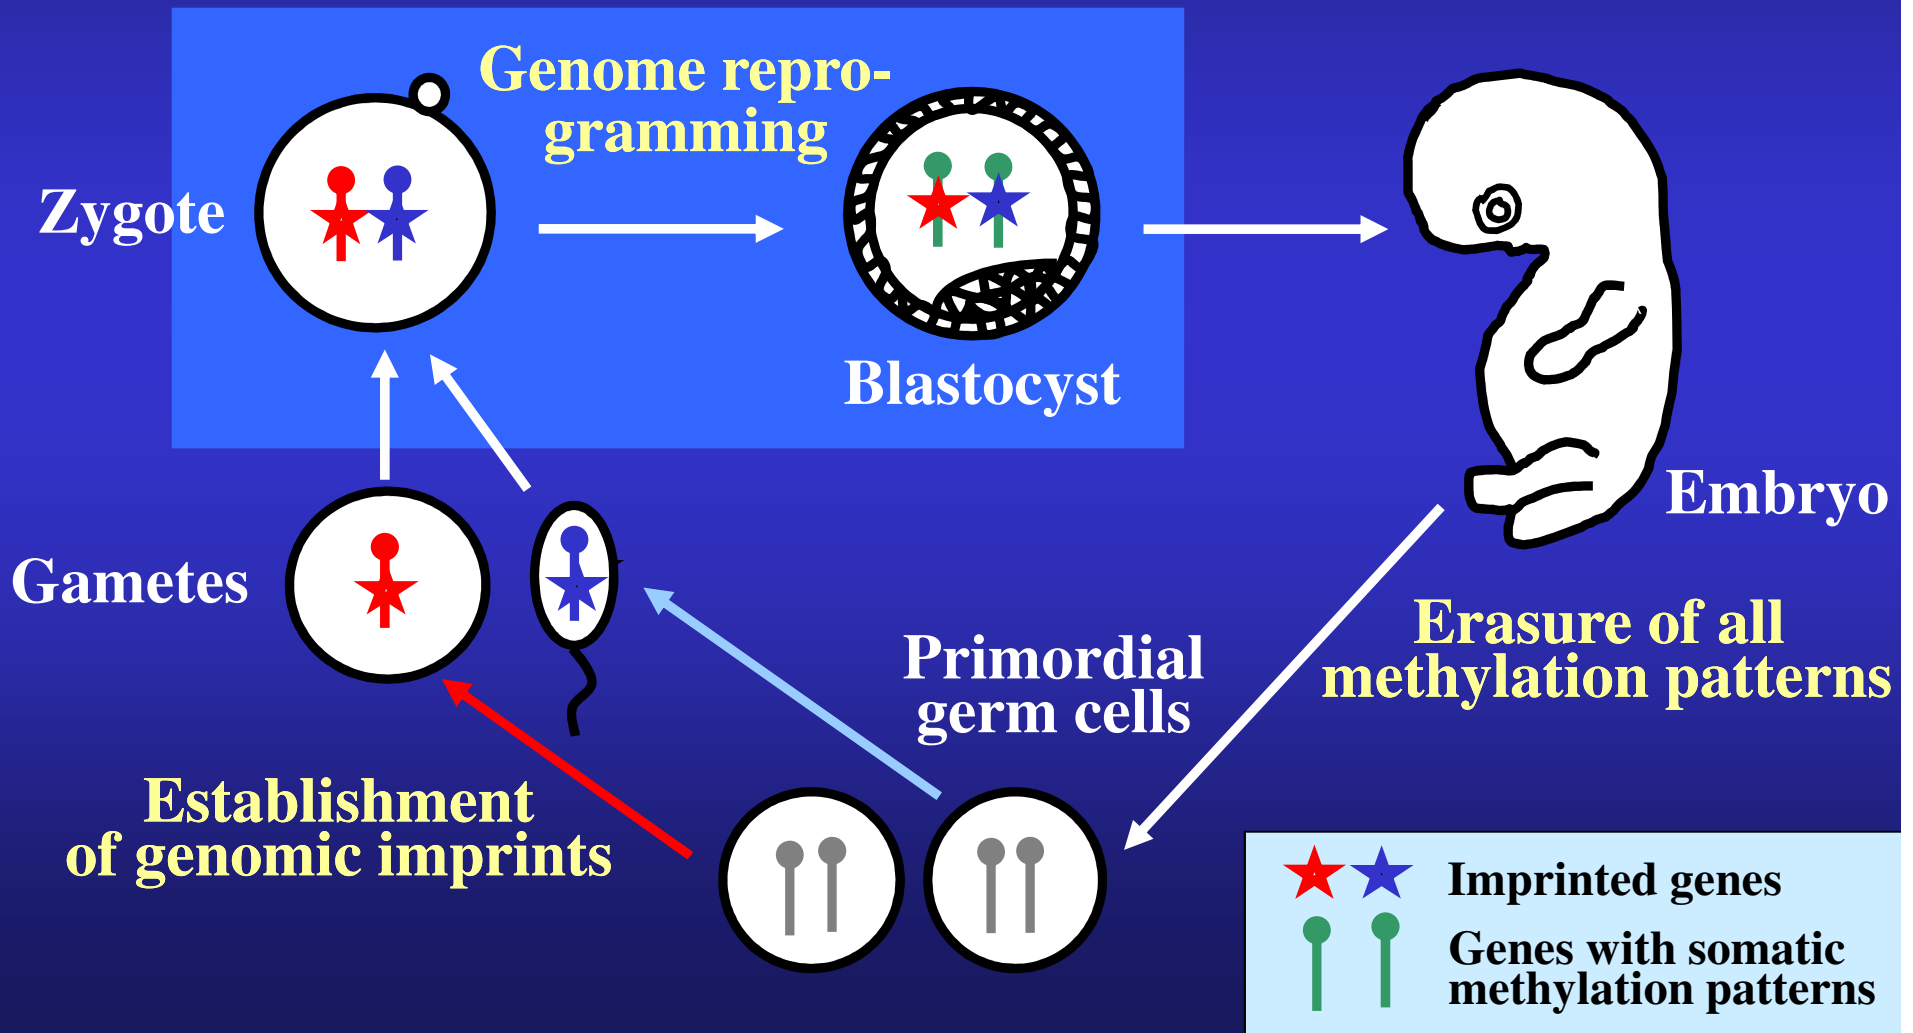 Genome repro-
gramming
Zygote
Blastocyst
Embryo
Gametes
Erasure of all
methylation patterns
Primordial
germ cells
Establishment
of genomic imprints
Imprinted genes
Genes with somatic
methylation patterns